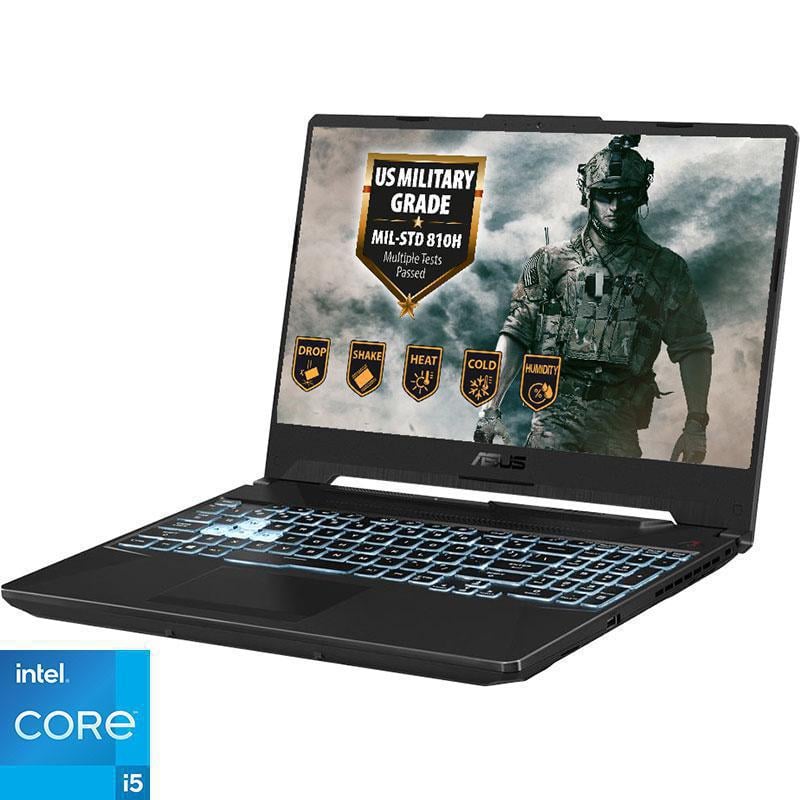 US MILITARY
GRADE
MIL-STD 810H
Multiple Tests
Passed
DROP
SHAKE
HEAT
COLD
HUMIDITY
%
ASUS
intel.
CORE
i5